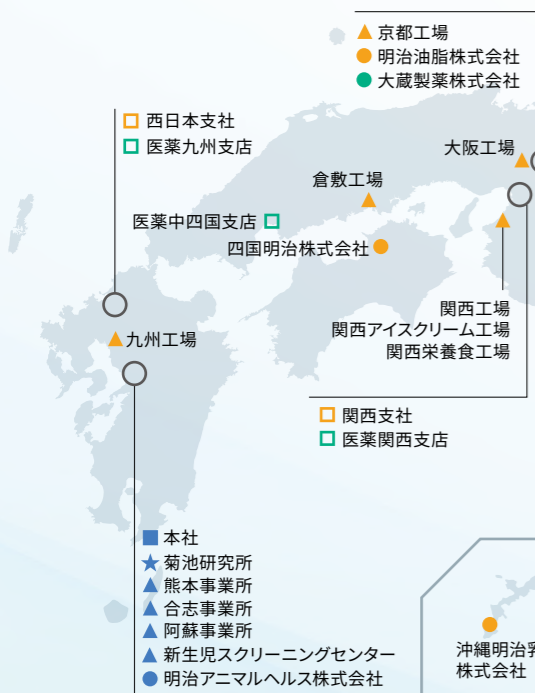 京都工場
明治油脂株式会社
大蔵製薬株式会社
西日本支社
医薬九州支店
大阪工場
倉敷工場
医薬中四国支店
四国明治株式会社
関西工場
関西アイスクリーム工場
関西栄養食工場
九州工場
関西支社
医薬関西支店
本社
菊池研究所
熊本事業所
合志事業所
阿蘇事業所
新生児スクリーニングセンター
明治アニマルヘルス株式会社
沖縄明治乳
株式会社